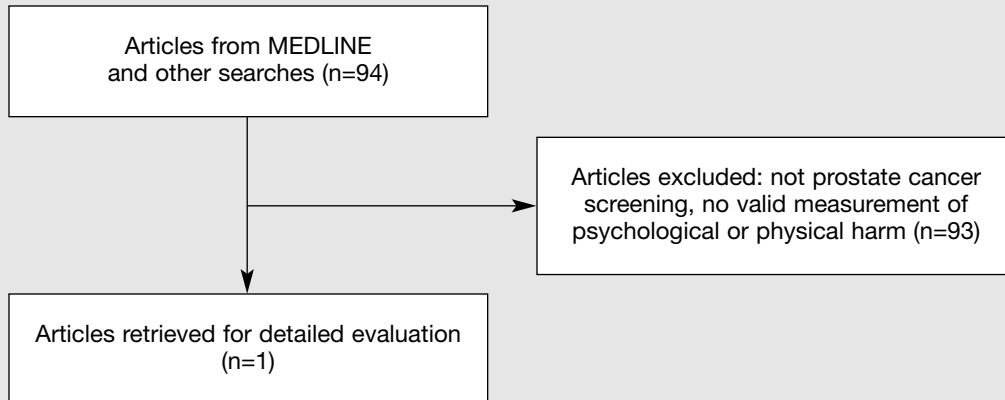 Articles from MEDLINE
and other searches (n=94)
Articles excluded: not prostate cancer
screening, no valid measurement of
psychological or physical harm (n=93)
Articles retrieved for detailed evaluation
(n=1)